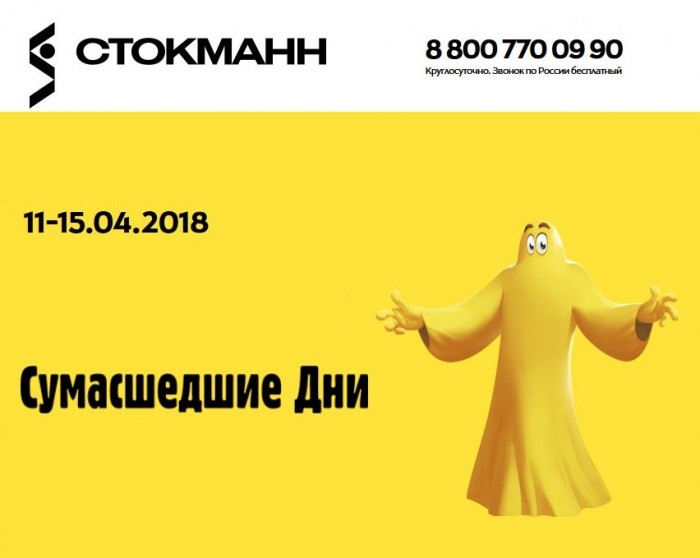 СТОКМАНН
8 800 770 09 90
Круглосуточно. Звонок по России бесплатный
11-15.04.2018
Сумасшедшие Дни